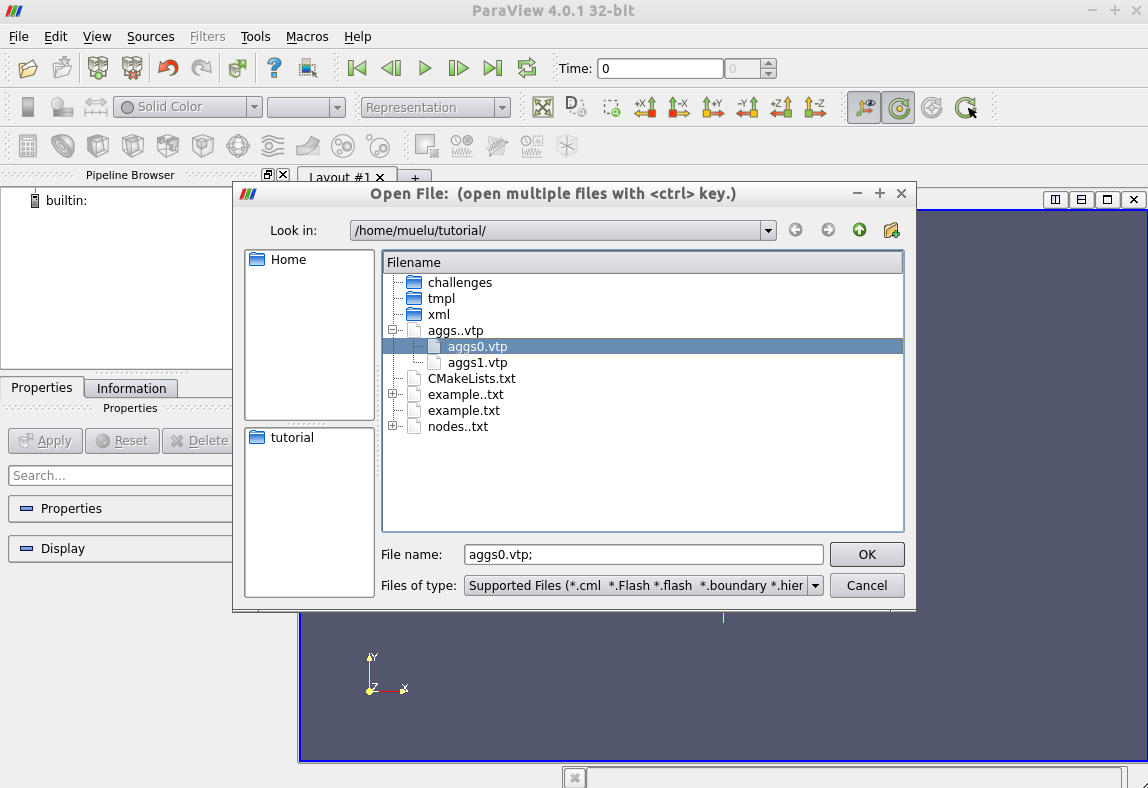 ParaView 4.0.1 32-bit
File Edit View Sources Filters Tools Macros Help
Time: 0 0
Solid Color Representation
+X -X +Y -Y +Z -Z
Pipeline Browser
Layout #1
builtin:
Open File: (open multiple files with <ctrl> key.)
Look in: /home/muelu/tutorial/
Home
tutorial
Filename
challenges
tmpl
xml
aggs..vtp
aggs0.vtp
aggs1.vtp
CMakeLists.txt
example..txt
example.txt
nodes..txt
File name: aggs0.vtp; OK
Files of type: Supported Files (*.cml *.Flash *.flash *.boundary *.hier Cancel
Properties Information
Properties
Apply Reset Delete
Search...
Properties
Display
Y
Z X